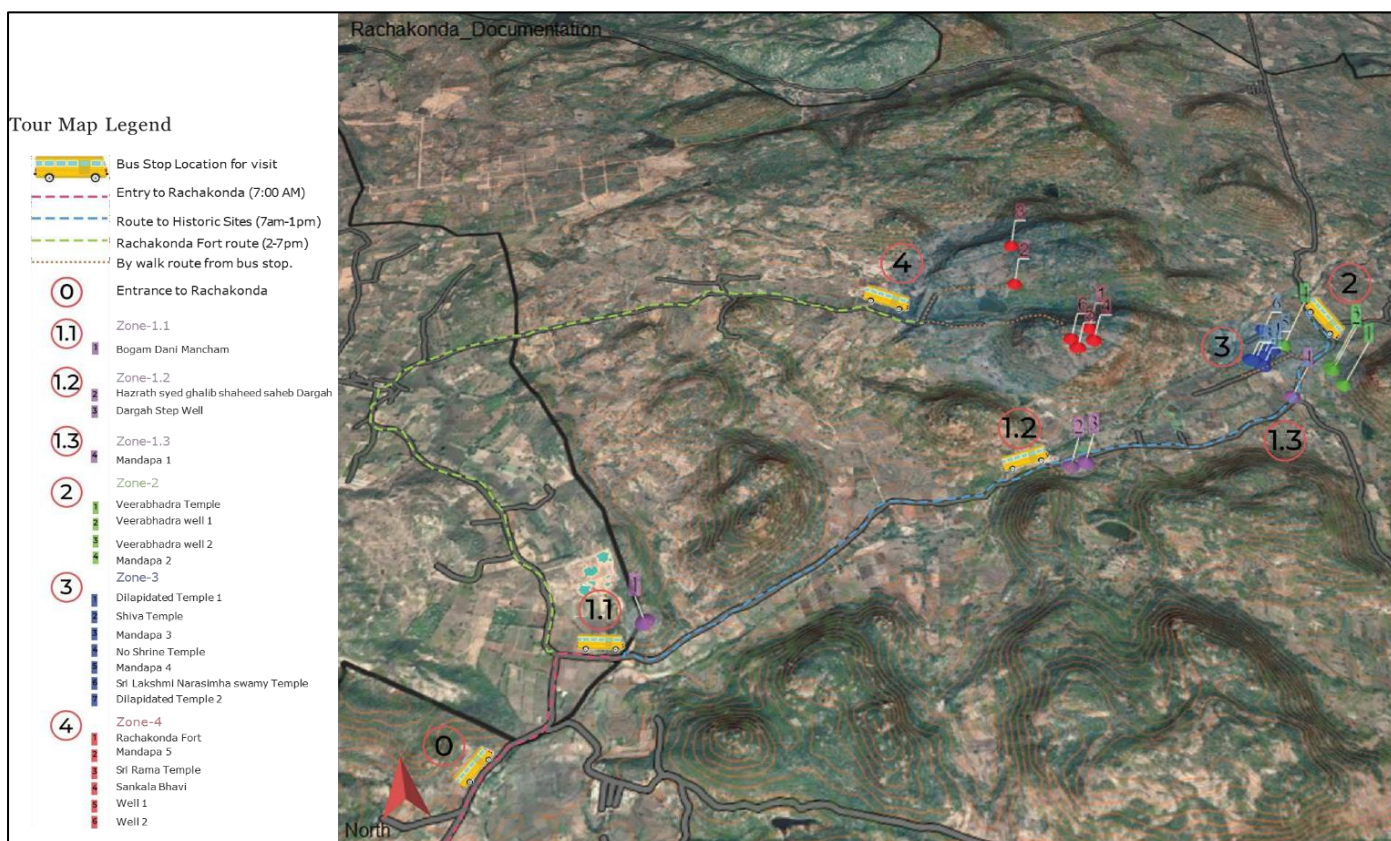 Rachakonda_Documentation
Tour Map Legend
Bus Stop Location for visit
Entry to Rachakonda (7:00 AM)
Route to Historic Sites (7am-1pm)
Rachakonda Fort route (2-7pm)
By walk route from bus stop.
0 Entrance to Rachakonda
1.1 Zone-1.1
1 Bogam Dani Mancham
1.2 Zone-1.2
2 Hazrath syed ghalib shaheed saheb Dargah
3 Dargah Step Well
1.3 Zone-1.3
4 Mandapa 1
2 Zone-2
1 Veerabhadra Temple
2 Veerabhadra well 1
3 Veerabhadra well 2
4 Mandapa 2
3 Zone-3
1 Dilapidated Temple 1
2 Shiva Temple
3 Mandapa 3
4 No Shrine Temple
5 Mandapa 4
6 Sri Lakshmi Narasimha swamy Temple
7 Dilapidated Temple 2
4 Zone-4
1 Rachakonda Fort
2 Mandapa 5
3 Sri Rama Temple
4 Sankala Bhavi
5 Well 1
6 Well 2
4
2
3
1.2
1.3
2 3
1.1
1
0
North